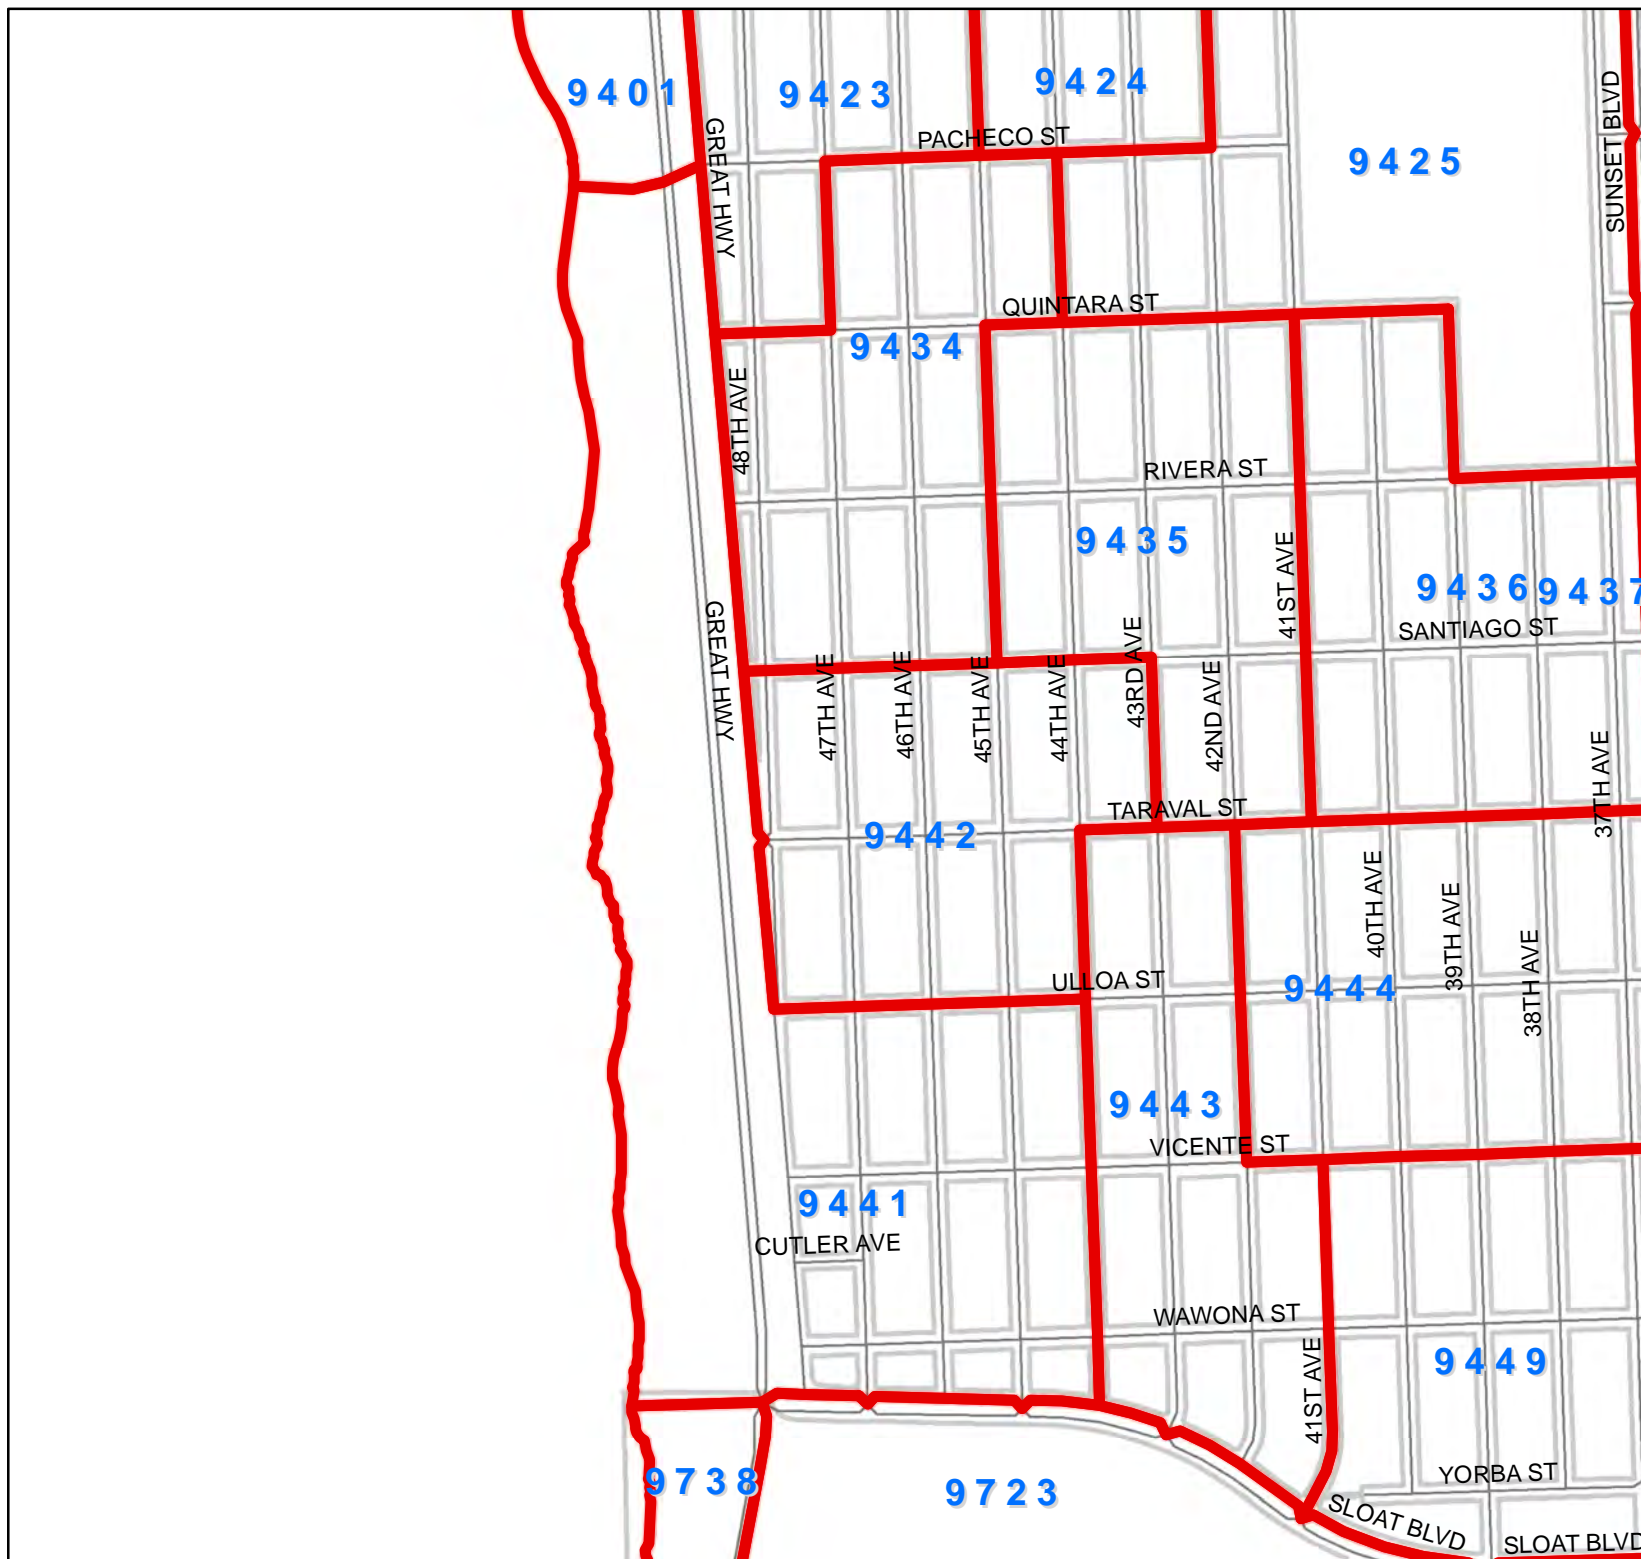 9401
9423
9424
PACHECO ST
GREAT HWY
9425
SUNSET BLVD
QUINTARA ST
9434
48TH AVE
RIVERA ST
9435
41ST AVE
9436
9437
SANTIAGO ST
GREAT HWY
47TH AVE
46TH AVE
45TH AVE
44TH AVE
43RD AVE
42ND AVE
37TH AVE
TARAVAL ST
9442
40TH AVE
39TH AVE
38TH AVE
ULLOA ST
9444
9443
VICENTE ST
9441
CUTLER AVE
WAWONA ST
41ST AVE
9449
YORBA ST
9738
9723
SLOAT BLVD
SLOAT BLVD